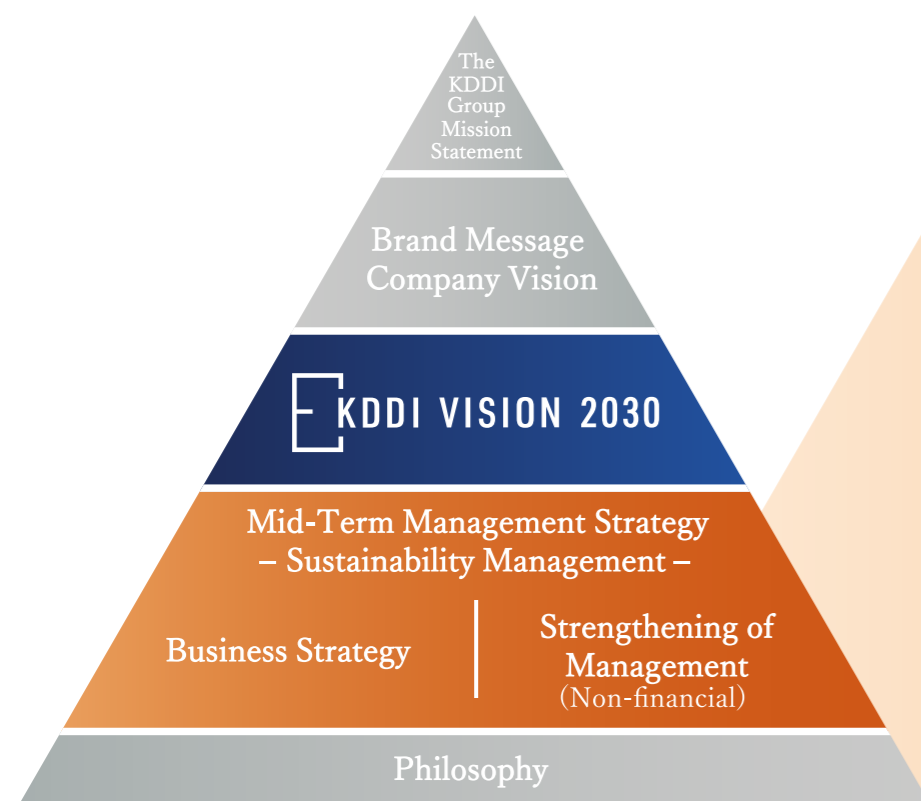 The
KDDI
Group
Mission
Statement
Brand Message
Company Vision
KDDI VISION 2030
Mid-Term Management Strategy
– Sustainability Management –
Business Strategy
Strengthening of
Management
(Non-financial)
Philosophy